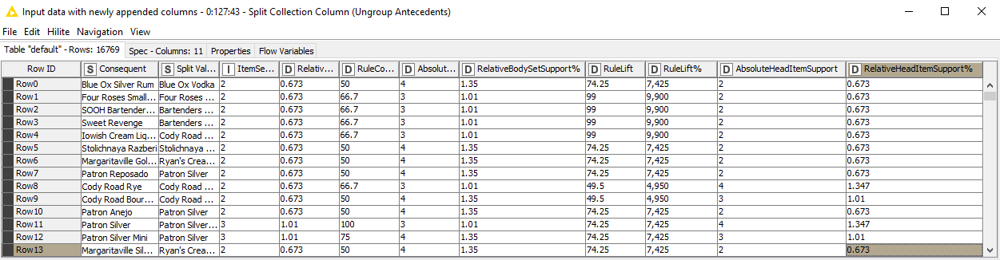 Input data with newly appended columns - 0:127:43 - Split Collection Column (Ungroup Antecedents)
File Edit Hilite Navigation View
Table "default" - Rows: 16769 Spec - Columns: 11 Properties Flow Variables
Row ID S Consequent S Split Val... I ItemSe... D Relativ... D RuleCo... D Absolut... D RelativeBodySetSupport% D RuleLift D RuleLift% D AbsoluteHeadItemSupport D RelativeHeadItemSupport%
Row0 Blue Ox Silver Rum Blue Ox Vodka 2 0.673 50 4 1.35 74.25 7,425 2 0.673
Row1 Four Roses Small... Four Roses ... 2 0.673 66.7 3 1.01 99 9,900 2 0.673
Row2 SOOH Bartender... Bartenders ... 2 0.673 66.7 3 1.01 99 9,900 2 0.673
Row3 Sweet Revenge Bartenders ... 2 0.673 66.7 3 1.01 99 9,900 2 0.673
Row4 Iowish Cream Liq... Cody Road ... 2 0.673 66.7 3 1.01 99 9,900 2 0.673
Row5 Stolichnaya Razberi Stolichnaya ... 2 0.673 50 4 1.35 74.25 7,425 2 0.673
Row6 Margaritaville Gol... Ryan's Crea... 2 0.673 50 4 1.35 74.25 7,425 2 0.673
Row7 Patron Reposado Patron Silver 2 0.673 50 4 1.35 74.25 7,425 2 0.673
Row8 Cody Road Rye Cody Road ... 2 0.673 66.7 3 1.01 49.5 4,950 4 1.347
Row9 Cody Road Bour... Cody Road ... 2 0.673 50 4 1.35 49.5 4,950 3 1.01
Row10 Patron Anejo Patron Silver 2 0.673 50 4 1.35 74.25 7,425 2 0.673
Row11 Patron Silver Patron Silver... 3 1.01 100 3 1.01 74.25 7,425 4 1.347
Row12 Patron Silver Mini Patron Silver 3 1.01 75 4 1.35 74.25 7,425 3 1.01
Row13 Margaritaville Sil... Ryan's Crea... 2 0.673 50 4 1.35 74.25 7,425 2 0.673